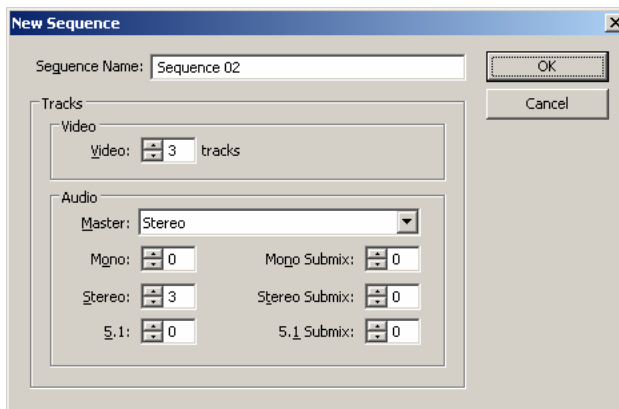 New Sequence
Sequence Name: Sequence 02
OK
Cancel
Tracks
Video
Video: 3 tracks
Audio
Master: Stereo
Mono: 0 Mono Submix: 0
Stereo: 3 Stereo Submix: 0
5.1: 0 5.1 Submix: 0